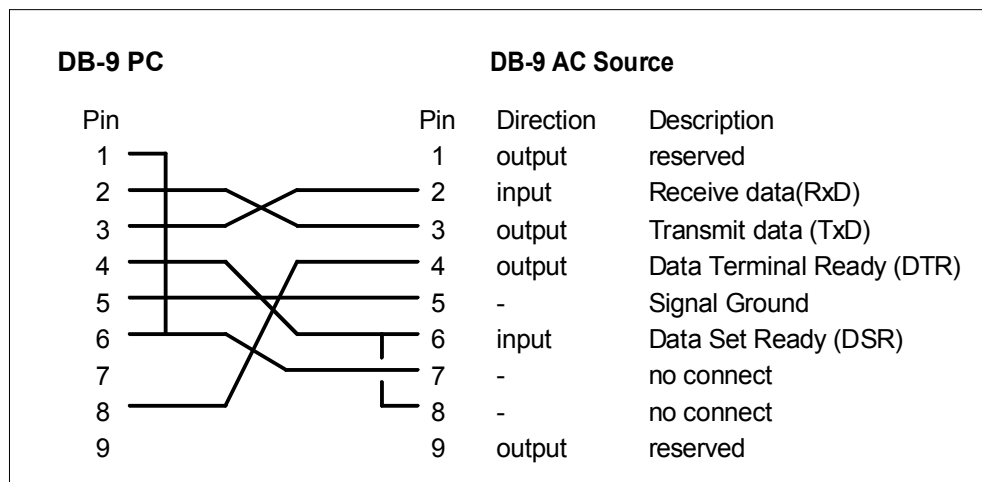 DB-9 PC DB-9 AC Source
Pin Pin Direction Description
1 1 output reserved
2 2 input Receive data(RxD)
3 3 output Transmit data (TxD)
4 4 output Data Terminal Ready (DTR)
5 5 - Signal Ground
6 6 input Data Set Ready (DSR)
7 7 - no connect
8 8 - no connect
9 9 output reserved